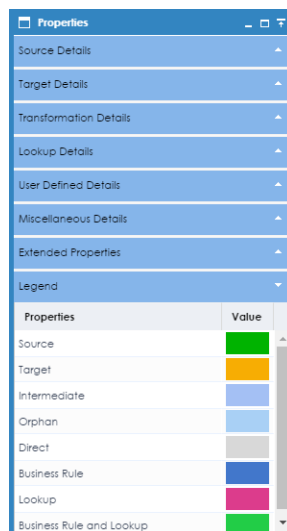 Properties
Source Details
Target Details
Transformation Details
Lookup Details
User Defined Details
Miscellaneous Details
Extended Properties
Legend
Properties Value
Source
Target
Intermediate
Orphan
Direct
Business Rule
Lookup
Business Rule and Lookup